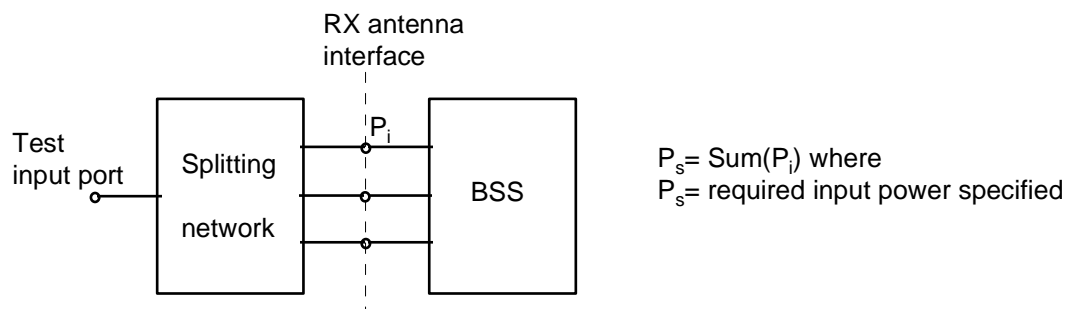 RX antenna
interface
Test
input port
Splitting
network
P_i
BSS
P_s= Sum(P_i) where
P_s= required input power specified